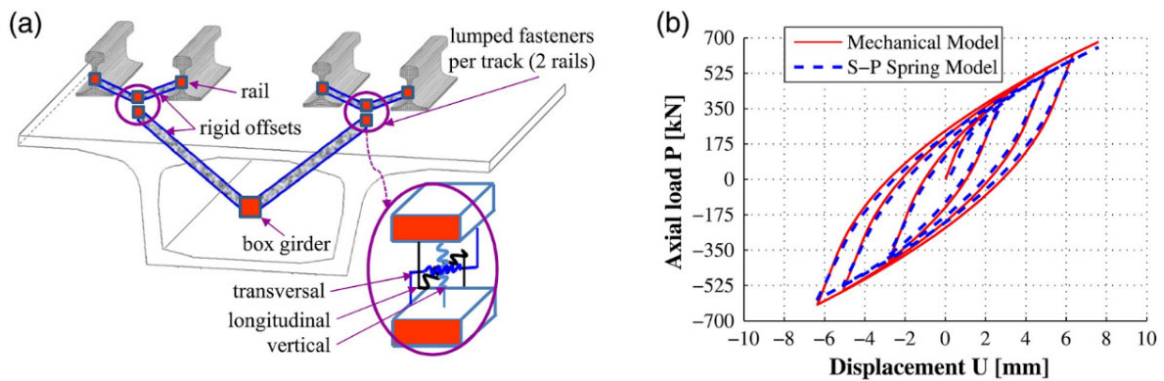 (a)
lumped fasteners
per track (2 rails)
rail
rigid offsets
box girder
transversal
longitudinal
vertical
(b)
700
525
350
175
0
-175
-350
-525
-700
Mechanical Model
S-P Spring Model
-10 -8 -6 -4 -2 0 2 4 6 8 10
Axial load P [kN]
Displacement U [mm]